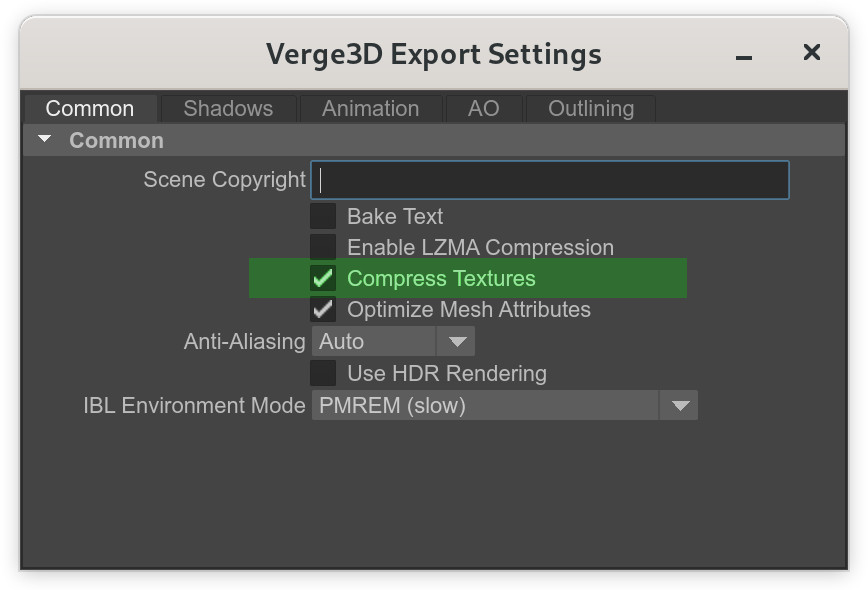 Verge3D Export Settings
Common Shadows Animation AO Outlining
Common
Scene Copyright
Bake Text
Enable LZMA Compression
Compress Textures
Optimize Mesh Attributes
Anti-Aliasing Auto
Use HDR Rendering
IBL Environment Mode PMREM (slow)